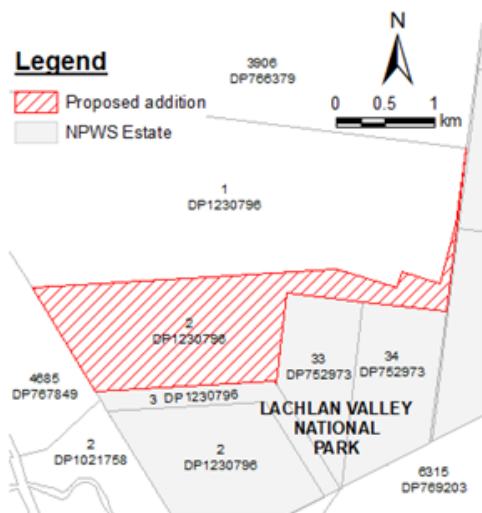 N
Legend
3906
DP766379
Proposed addition
0 0.5 1
km
NPWS Estate
1
DP1230796
2
DP1230796
4685
DP767849
33
DP752973
34
DP752973
3 DP1230796
LACHLAN VALLEY
NATIONAL
PARK
2
DP1021758
2
DP1230796
6315
DP769203